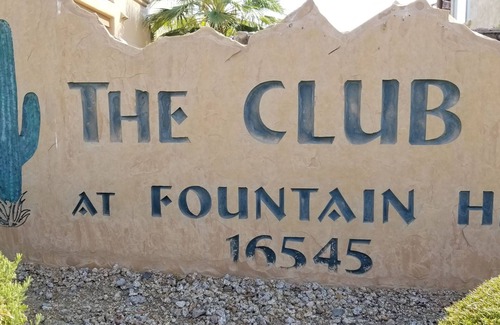 THE CLUB
AT FOUNTAIN H
16545